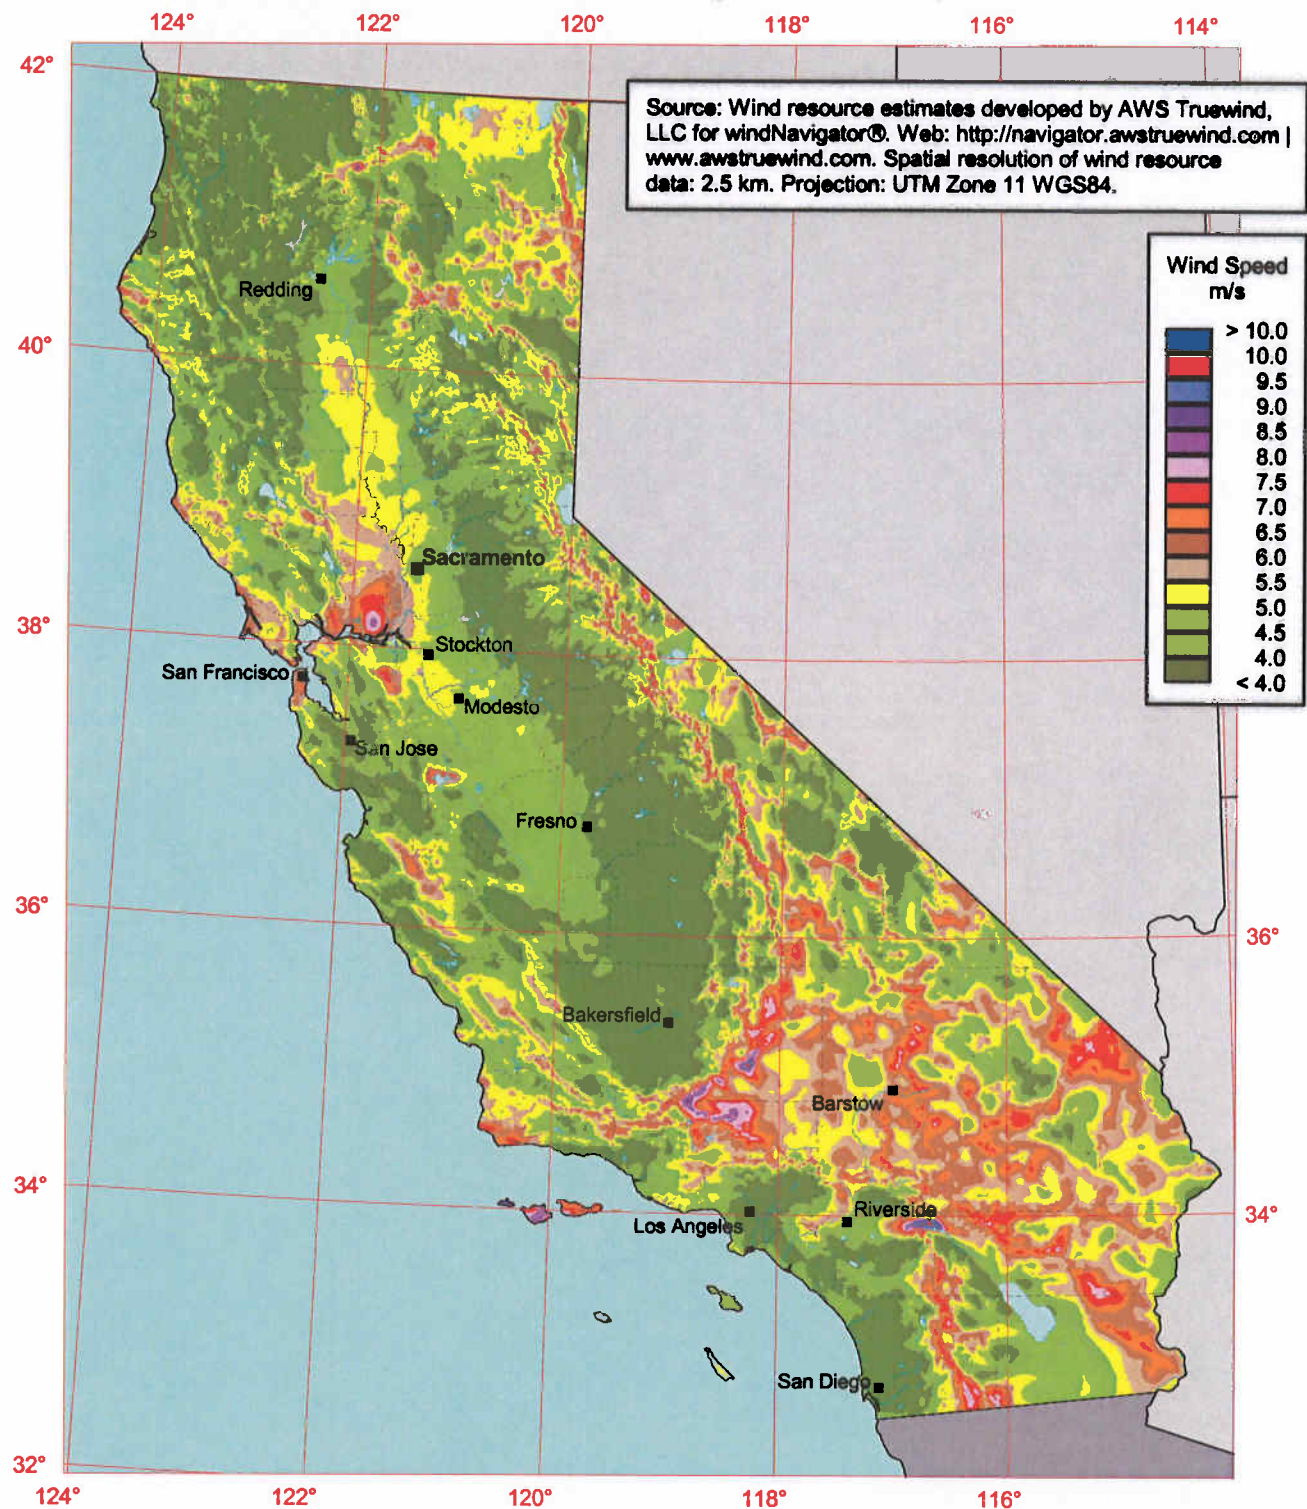 124°
122°
120°
118°
116°
114°
42°
Source: Wind resource estimates developed by AWS Truewind,
LLC for windNavigator®. Web: http://navigator.awstruewind.com |
www.awstruewind.com. Spatial resolution of wind resource
data: 2.5 km. Projection: UTM Zone 11 WGS84.
Wind Speed
m/s
> 10.0
10.0
9.5
9.0
8.5
8.0
7.5
7.0
6.5
6.0
5.5
5.0
4.5
4.0
< 4.0
Redding
40°
Sacramento
38°
Stockton
San Francisco
Modesto
San Jose
Fresno
36°
36°
Bakersfield
Barstow
34°
Riverside
34°
Los Angeles
San Diego
32°
124°
122°
120°
118°
116°